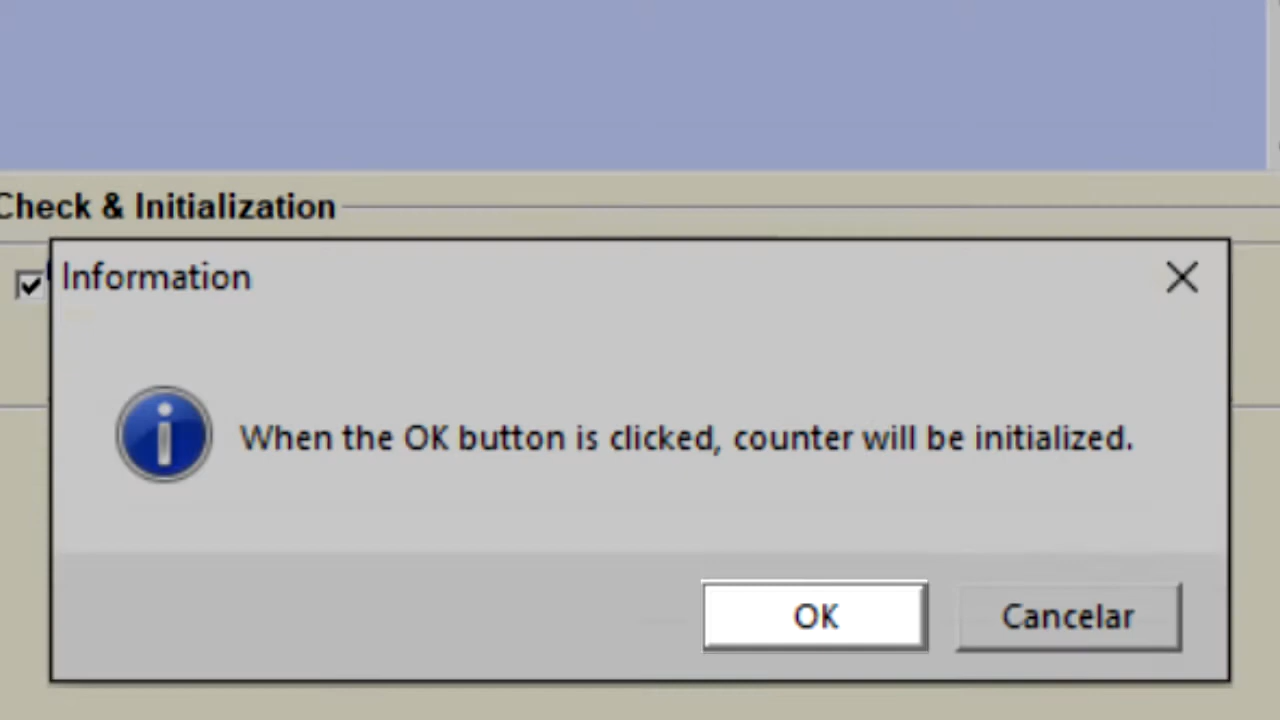 Check & Initialization
Information
When the OK button is clicked, counter will be initialized.
OK
Cancelar